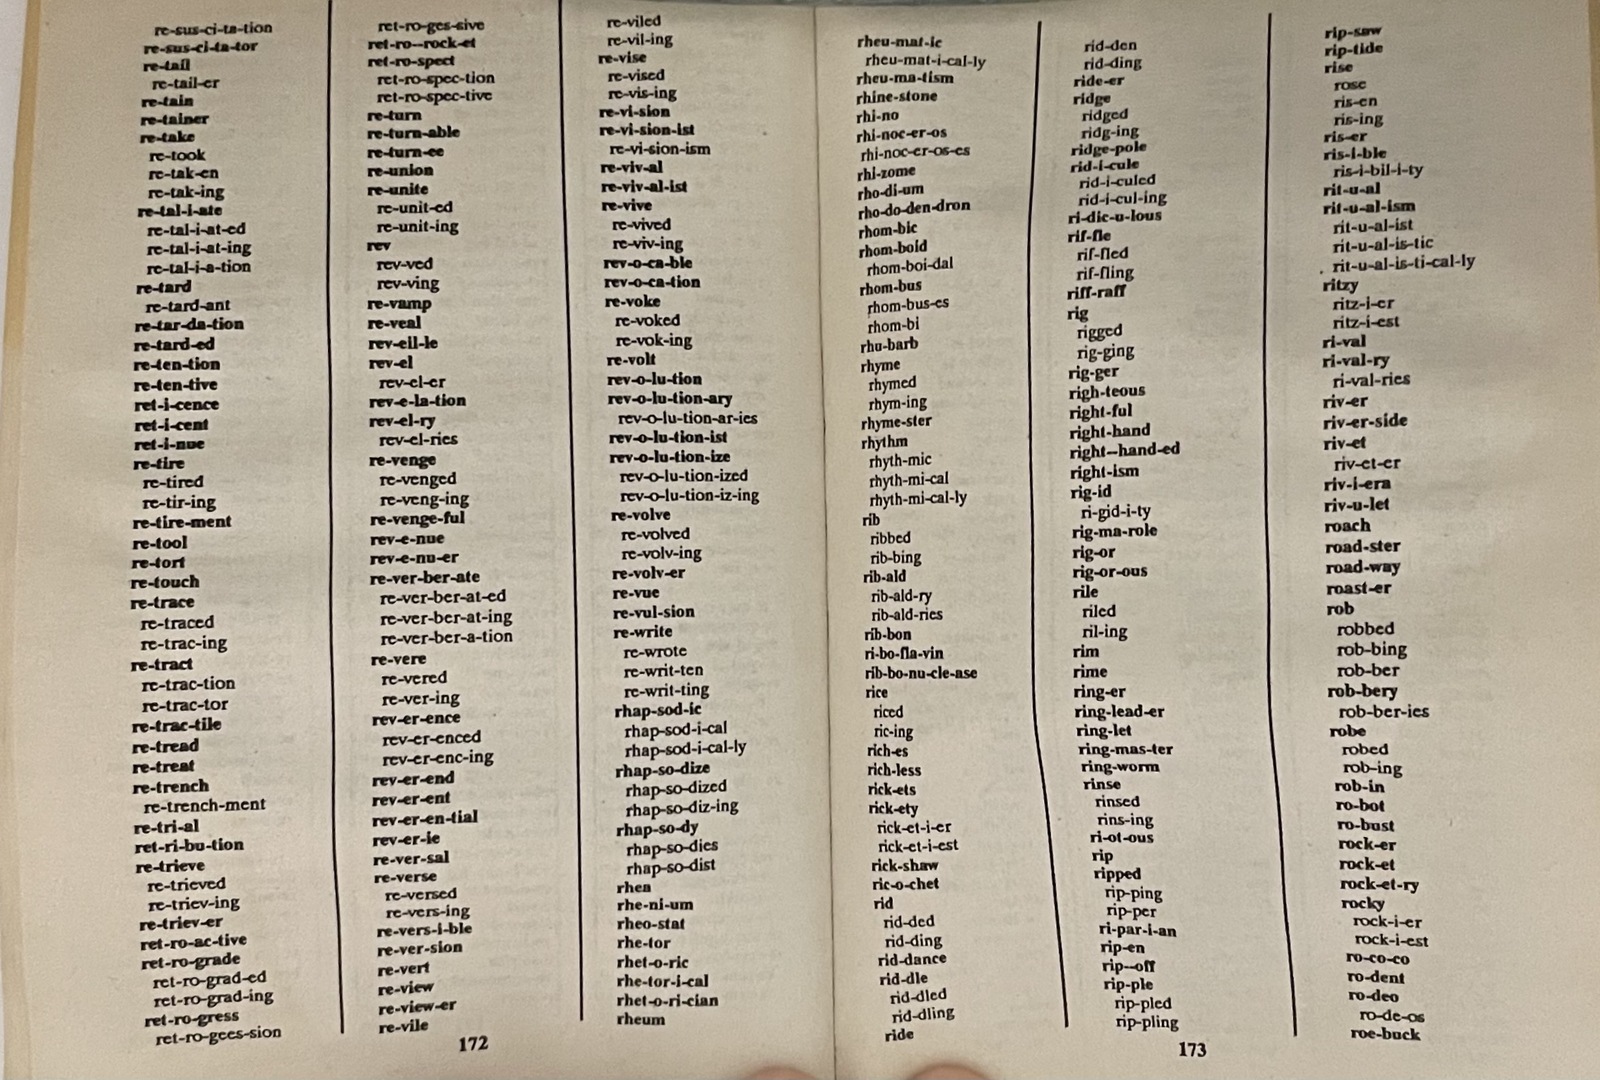 re-sus-ci-ta-tion
re-sus-ci-ta-tor
re-tail
re-tail-er
re-tain
re-tainer
re-take
re-took
re-tak-en
re-tak-ing
re-tal-i-ate
re-tal-i-at-ed
re-tal-i-at-ing
re-tal-i-a-tion
re-tard
re-tard-ant
re-tar-da-tion
re-tard-ed
re-ten-tion
re-ten-tive
ret-i-cence
ret-i-cent
ret-i-nue
re-tire
re-tired
re-tir-ing
re-tire-ment
re-tool
re-tort
re-touch
re-trace
re-traced
re-trac-ing
re-tract
re-trac-tion
re-trac-tor
re-trac-tile
re-tread
re-treat
re-trench
re-trench-ment
re-tri-al
ret-ri-bu-tion
re-trieve
re-trieved
re-triev-ing
re-triev-er
ret-ro-ac-tive
ret-ro-grade
ret-ro-grad-ed
ret-ro-grad-ing
ret-ro-gress
ret-ro-gees-sion
ret-ro-ges-sive
ret-ro--rock-et
ret-ro-spect
ret-ro-spec-tion
ret-ro-spec-tive
re-turn
re-turn-able
re-turn-ee
re-union
re-unite
re-unit-ed
re-unit-ing
rev
rev-ved
rev-ving
re-vamp
re-veal
rev-eil-le
rev-el
rev-el-er
rev-e-la-tion
rev-el-ry
rev-el-ries
re-venge
re-venged
re-veng-ing
re-venge-ful
rev-e-nue
rev-e-nu-er
re-ver-ber-ate
re-ver-ber-at-ed
re-ver-ber-at-ing
re-ver-ber-a-tion
re-vere
re-vered
re-ver-ing
rev-er-ence
rev-er-enced
rev-er-enc-ing
rev-er-end
rev-er-ent
rev-er-en-tial
rev-er-ie
re-ver-sal
re-verse
re-versed
re-vers-ing
re-vers-i-ble
re-ver-sion
re-vert
re-view
re-view-er
re-vile
re-viled
re-vil-ing
re-vise
re-vised
re-vis-ing
re-vi-sion
re-vi-sion-ist
re-vi-sion-ism
re-viv-al
re-viv-al-ist
re-vive
re-vived
re-viv-ing
rev-o-ca-ble
rev-o-ca-tion
re-voke
re-voked
re-vok-ing
re-volt
rev-o-lu-tion
rev-o-lu-tion-ary
rev-o-lu-tion-ar-ies
rev-o-lu-tion-ist
rev-o-lu-tion-ize
rev-o-lu-tion-ized
rev-o-lu-tion-iz-ing
re-volve
re-volved
re-volv-ing
re-volv-er
re-vue
re-vul-sion
re-write
re-wrote
re-writ-ten
re-writ-ting
rhap-sod-ic
rhap-sod-i-cal
rhap-sod-i-cal-ly
rhap-so-dize
rhap-so-dized
rhap-so-diz-ing
rhap-so-dy
rhap-so-dies
rhap-so-dist
rhea
rhe-ni-um
rheo-stat
rhe-tor
rhet-o-ric
rhe-tor-i-cal
rhet-o-ri-cian
rheum
172
rheu-mat-ic
rheu-mat-i-cal-ly
rheu-ma-tism
rhine-stone
rhi-no
rhi-noc-er-os
rhi-noc-er-os-es
rhi-zome
rho-di-um
rho-do-den-dron
rhom-bic
rhom-boid
rhom-boi-dal
rhom-bus
rhom-bus-es
rhom-bi
rhu-barb
rhyme
rhymed
rhym-ing
rhyme-ster
rhythm
rhyth-mic
rhyth-mi-cal
rhyth-mi-cal-ly
rib
ribbed
rib-bing
rib-ald
rib-ald-ry
rib-ald-ries
rib-bon
ri-bo-fla-vin
rib-bo-nu-cle-ase
rice
riced
ric-ing
rich-es
rich-less
rick-ets
rick-ety
rick-et-i-er
rick-et-i-est
rick-shaw
ric-o-chet
rid
rid-ded
rid-ding
rid-dance
rid-dle
rid-dled
rid-dling
ride
rid-den
rid-ding
ride-er
ridge
ridged
ridg-ing
ridge-pole
rid-i-cule
rid-i-culed
rid-i-cul-ing
ri-dic-u-lous
rif-fle
rif-fled
rif-fling
riff-raff
rig
rigged
rig-ging
rig-ger
righ-teous
right-ful
right-hand
right--hand-ed
right-ism
rig-id
ri-gid-i-ty
rig-ma-role
rig-or
rig-or-ous
rile
riled
ril-ing
rim
rime
ring-er
ring-lead-er
ring-let
ring-mas-ter
ring-worm
rinse
rinsed
rins-ing
ri-ot-ous
rip
ripped
rip-ping
rip-per
ri-par-i-an
rip-en
rip--off
rip-ple
rip-pled
rip-pling
rip-saw
rip-tide
rise
rose
ris-en
ris-ing
ris-er
ris-i-ble
ris-i-bil-i-ty
rit-u-al
rit-u-al-ism
rit-u-al-ist
rit-u-al-is-tic
rit-u-al-is-ti-cal-ly
ritzy
ritz-i-er
ritz-i-est
ri-val
ri-val-ry
ri-val-ries
riv-er
riv-er-side
riv-et
riv-et-er
riv-i-era
riv-u-let
roach
road-ster
road-way
roast-er
rob
robbed
rob-bing
rob-ber
rob-bery
rob-ber-ies
robe
robed
rob-ing
rob-in
ro-bot
ro-bust
rock-er
rock-et
rock-et-ry
rocky
rock-i-er
rock-i-est
ro-co-co
ro-dent
ro-deo
ro-de-os
roe-buck
173